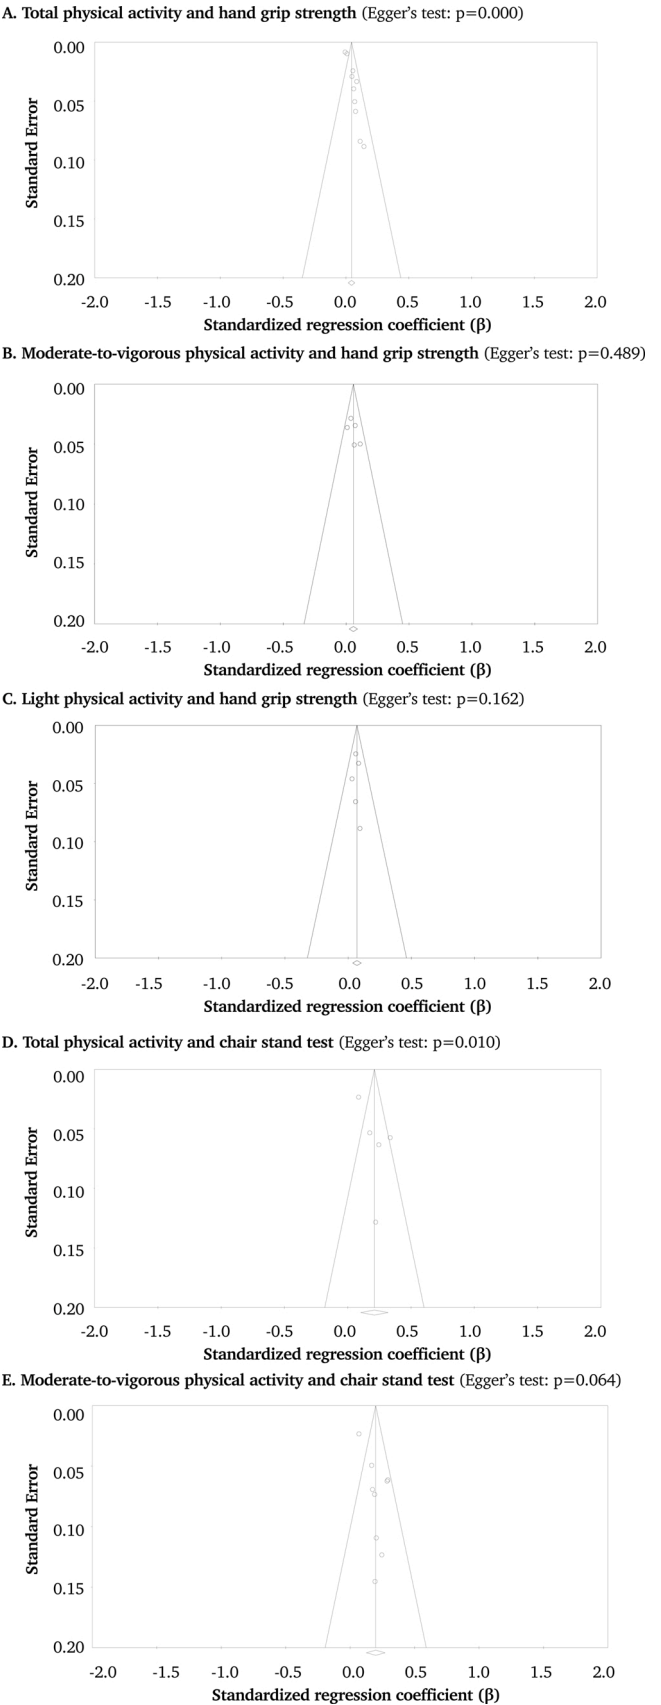 A. Total physical activity and hand grip strength (Egger's test: p=0.000)
0.00
0.05
0.10
0.15
0.20
Standard Error
-2.0 -1.5 -1.0 -0.5 0.0 0.5 1.0 1.5 2.0
Standardized regression coefficient (β)
B. Moderate-to-vigorous physical activity and hand grip strength (Egger's test: p=0.489)
0.00
0.05
0.10
0.15
0.20
Standard Error
-2.0 -1.5 -1.0 -0.5 0.0 0.5 1.0 1.5 2.0
Standardized regression coefficient (β)
C. Light physical activity and hand grip strength (Egger's test: p=0.162)
0.00
0.05
0.10
0.15
0.20
Standard Error
-2.0 -1.5 -1.0 -0.5 0.0 0.5 1.0 1.5 2.0
Standardized regression coefficient (β)
D. Total physical activity and chair stand test (Egger's test: p=0.010)
0.00
0.05
0.10
0.15
0.20
Standard Error
-2.0 -1.5 -1.0 -0.5 0.0 0.5 1.0 1.5 2.0
Standardized regression coefficient (β)
E. Moderate-to-vigorous physical activity and chair stand test (Egger's test: p=0.064)
0.00
0.05
0.10
0.15
0.20
Standard Error
-2.0 -1.5 -1.0 -0.5 0.0 0.5 1.0 1.5 2.0
Standardized regression coefficient (β)